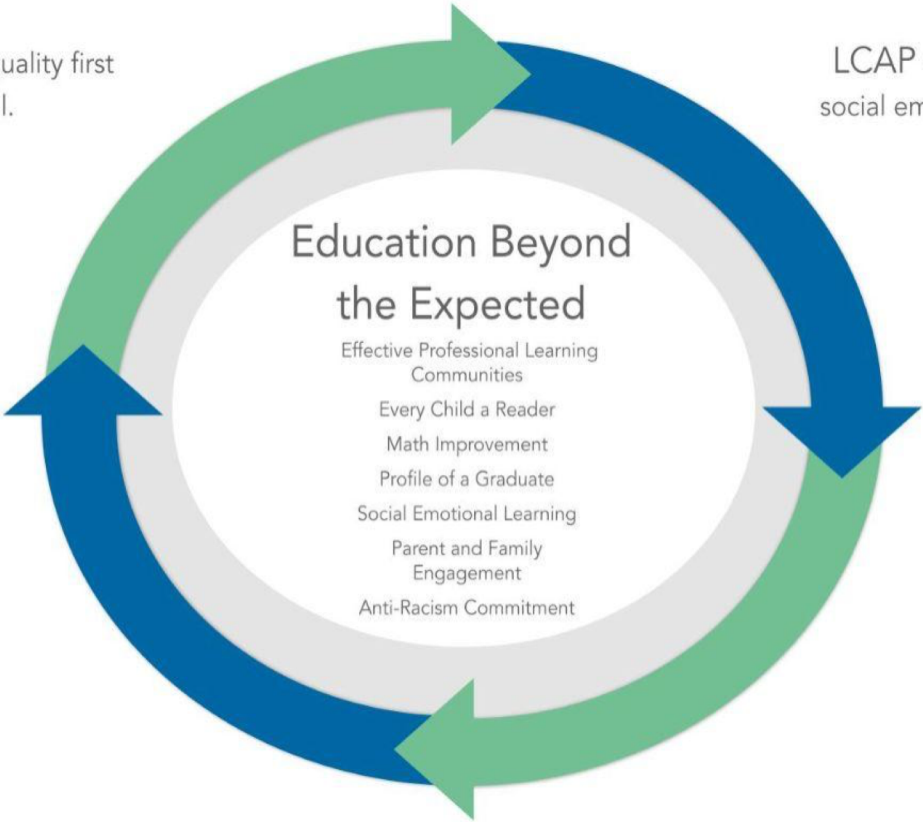 uality first
l.
LCAP
social em
Education Beyond
the Expected
Effective Professional Learning
Communities
Every Child a Reader
Math Improvement
Profile of a Graduate
Social Emotional Learning
Parent and Family
Engagement
Anti-Racism Commitment